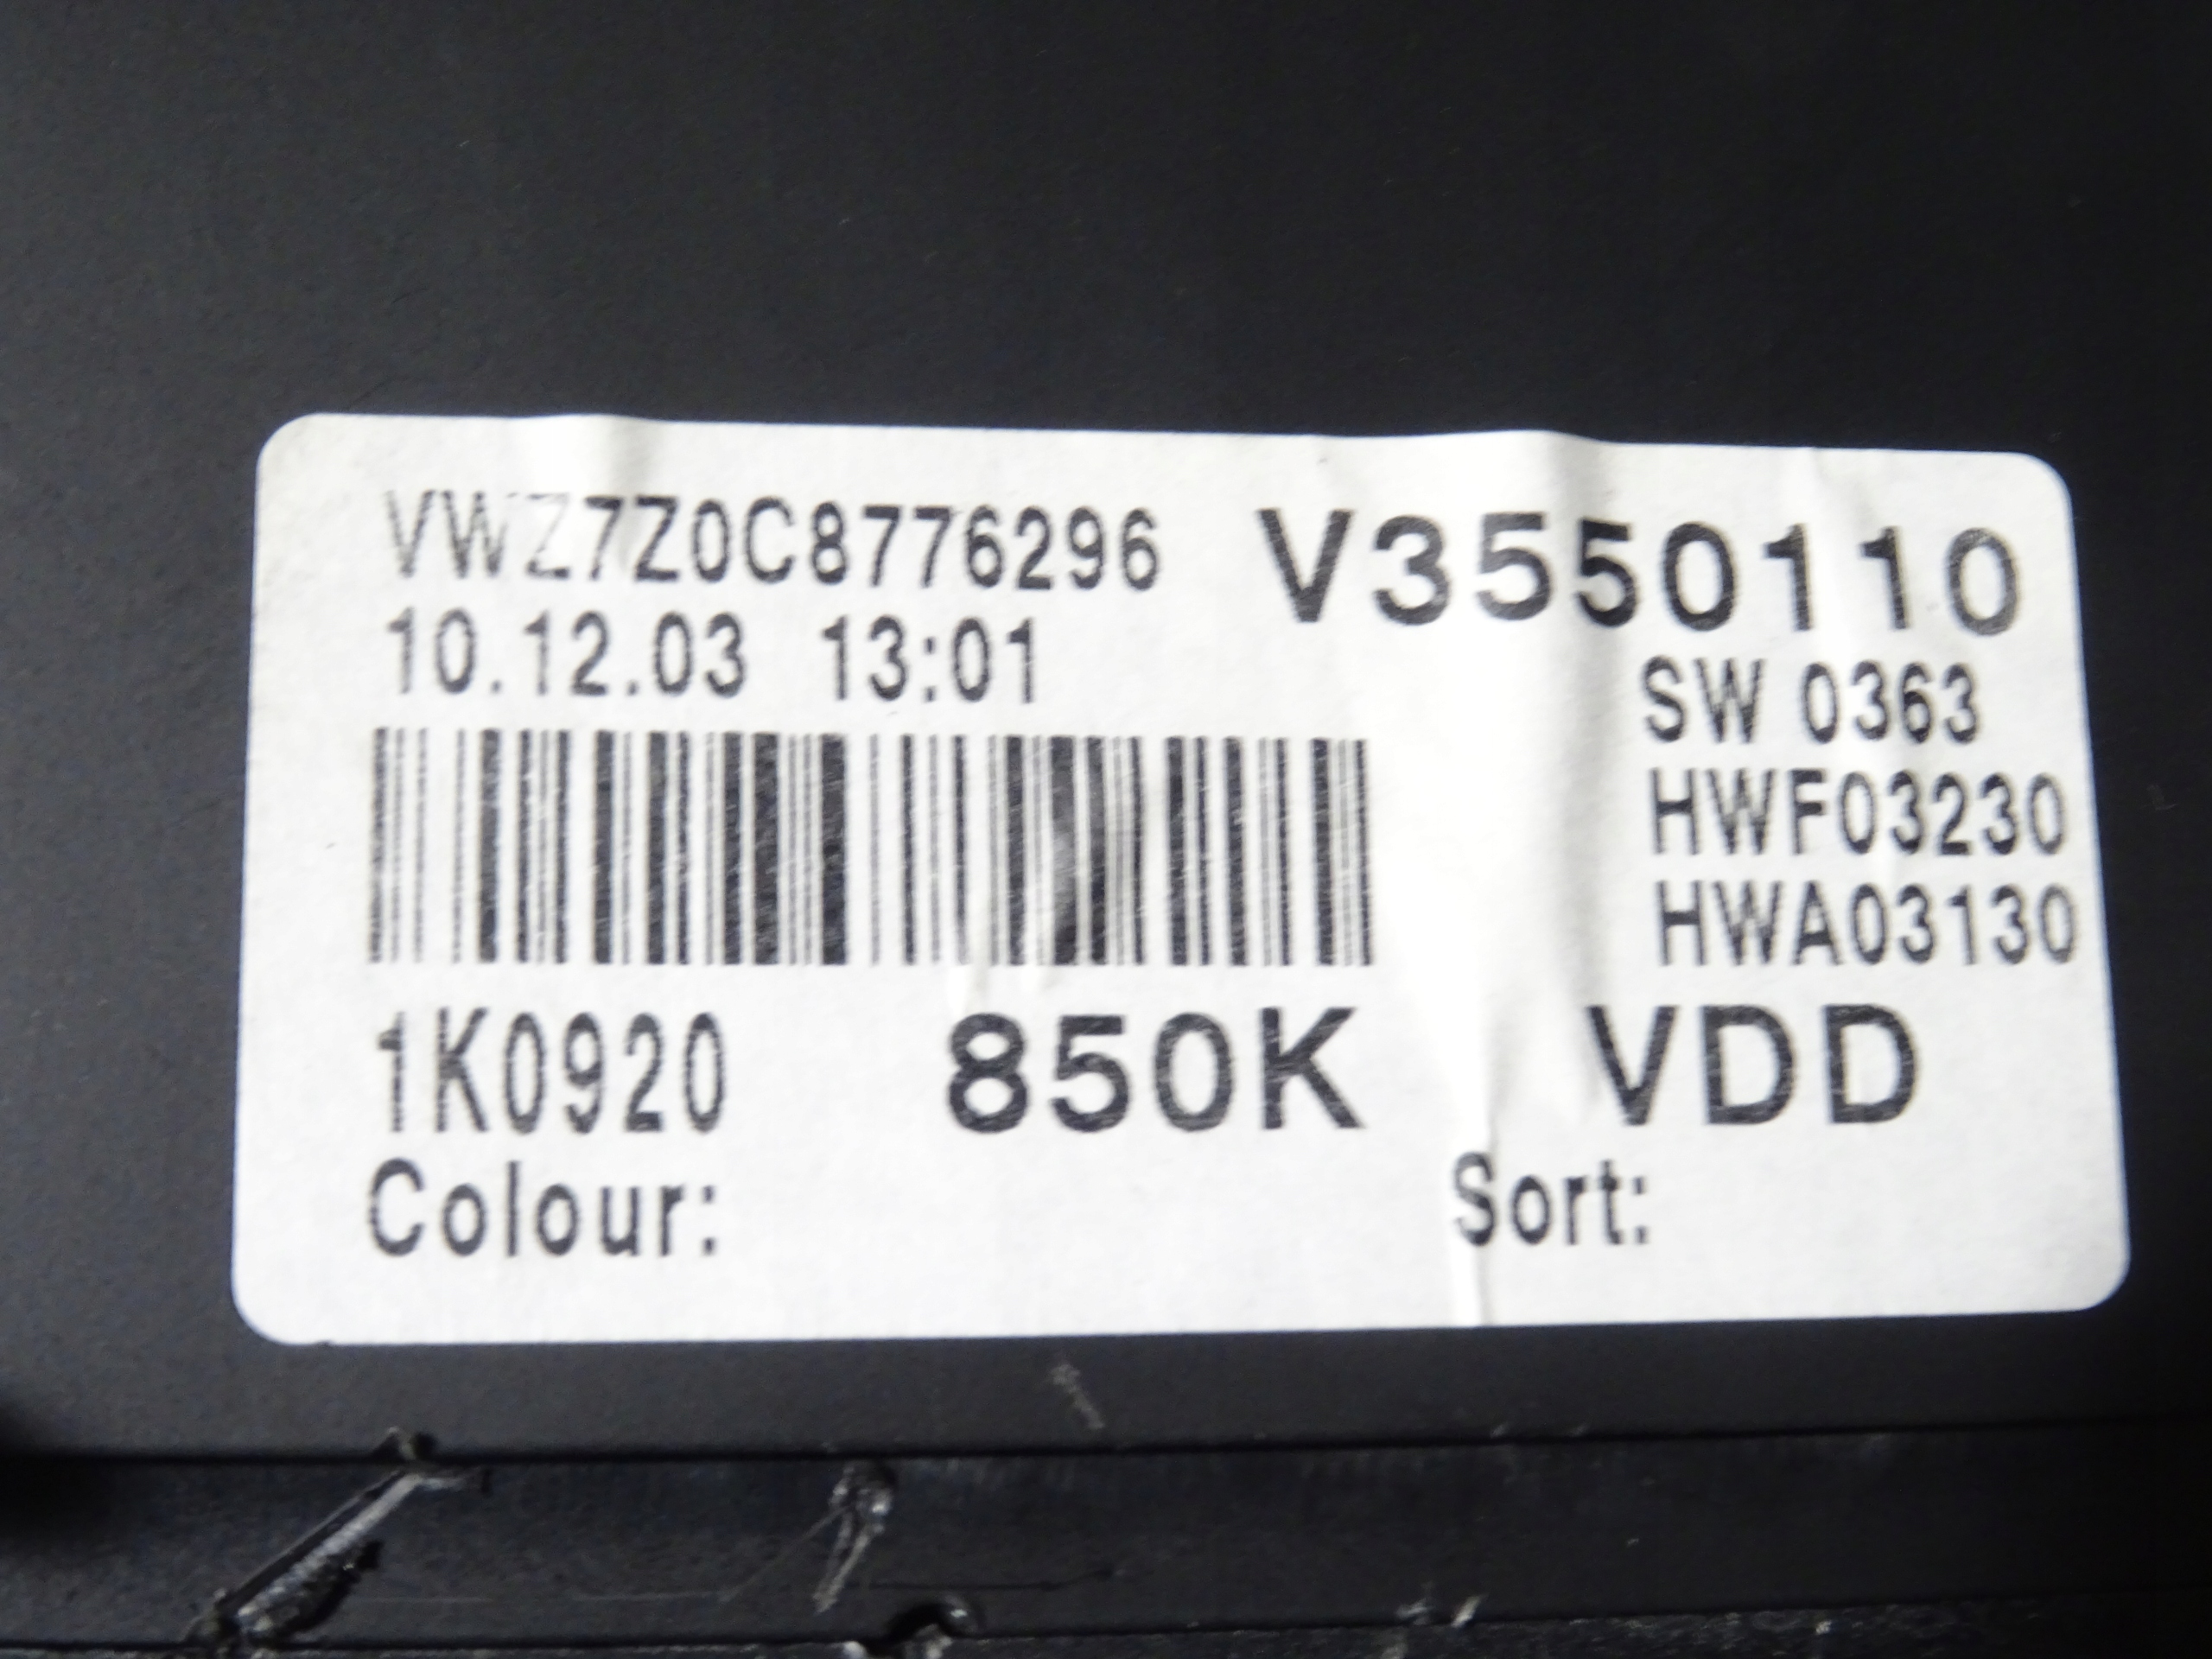 VWZ7Z0C8776296 V3550110
10.12.03 13:01
SW 0363
HWF03230
HWA03130
1K0920 850K VDD
Colour: Sort: